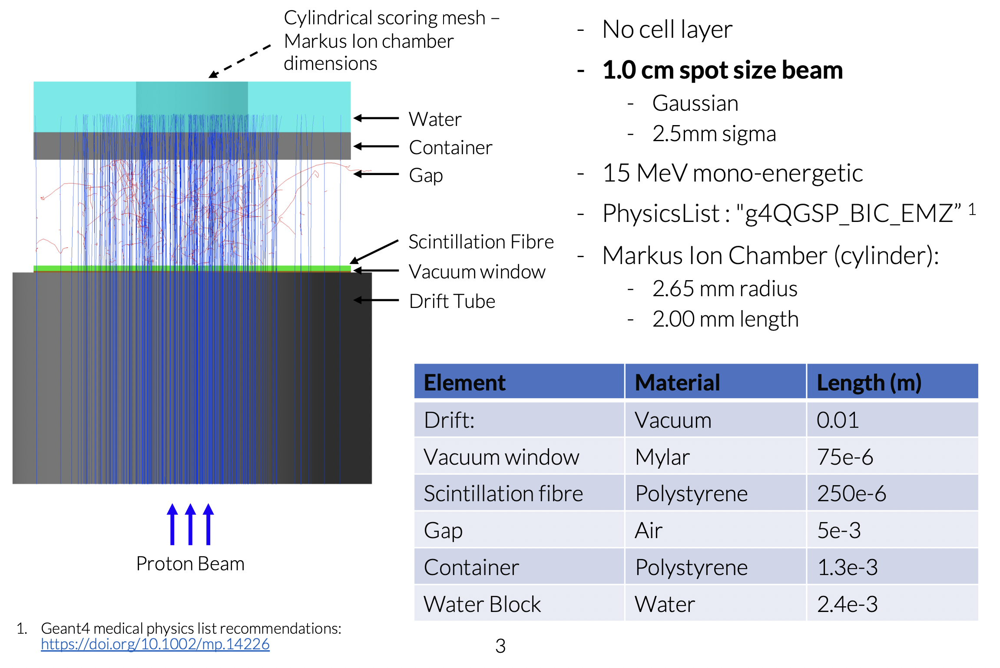 Cylindrical scoring mesh –
Markus Ion chamber
dimensions
Water
Container
Gap
Scintillation Fibre
Vacuum window
Drift Tube
Proton Beam
- No cell layer
- 1.0 cm spot size beam
- Gaussian
- 2.5mm sigma
- 15 MeV mono-energetic
- PhysicsList : "g4QGSP_BIC_EMZ” 1
- Markus Ion Chamber (cylinder):
- 2.65 mm radius
- 2.00 mm length
Element Material Length (m)
Drift: Vacuum 0.01
Vacuum window Mylar 75e-6
Scintillation fibre Polystyrene 250e-6
Gap Air 5e-3
Container Polystyrene 1.3e-3
Water Block Water 2.4e-3
1. Geant4 medical physics list recommendations:
https://doi.org/10.1002/mp.14226
3